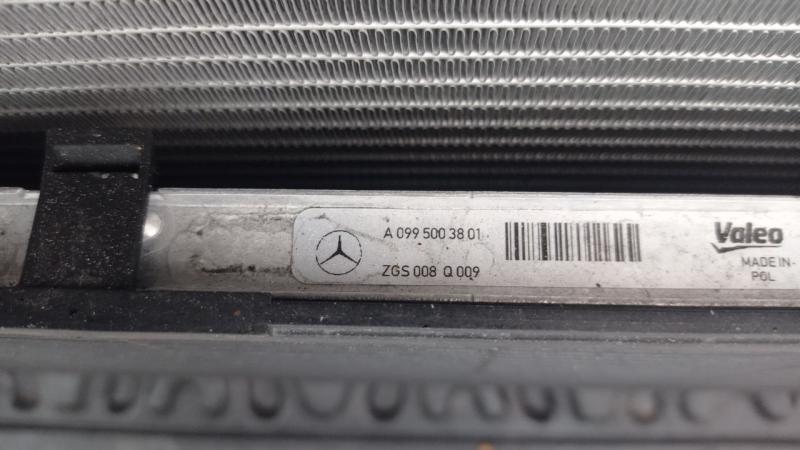 A 099 500 38 01
ZGS 008 Q 009
Valeo
MADE IN
POL